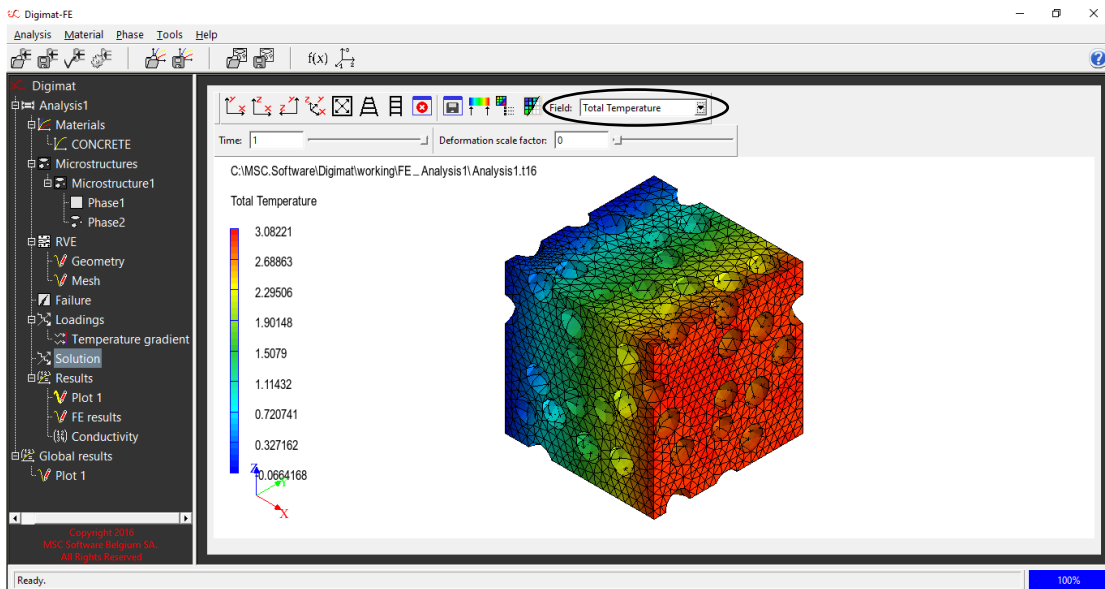 Digimat-FE
Analysis Material Phase Tools Help
f(x)
Digimat
Analysis1
Materials
CONCRETE
Microstructures
Microstructure1
Phase1
Phase2
RVE
Geometry
Mesh
Failure
Loadings
Temperature gradient
Solution
Results
Plot 1
FE results
Conductivity
Global results
Plot 1
Copyright 2016
MSC Software Belgium SA.
All Rights Reserved
Field: Total Temperature
Time: 1 Deformation scale factor: 0
C:\MSC.Software\Digimat\working\FE_Analysis1\Analysis1.t16
Total Temperature
3.08221
2.68863
2.29506
1.90148
1.5079
1.11432
0.720741
0.327162
-0.0664168
Z
Y
X
Ready.
100%